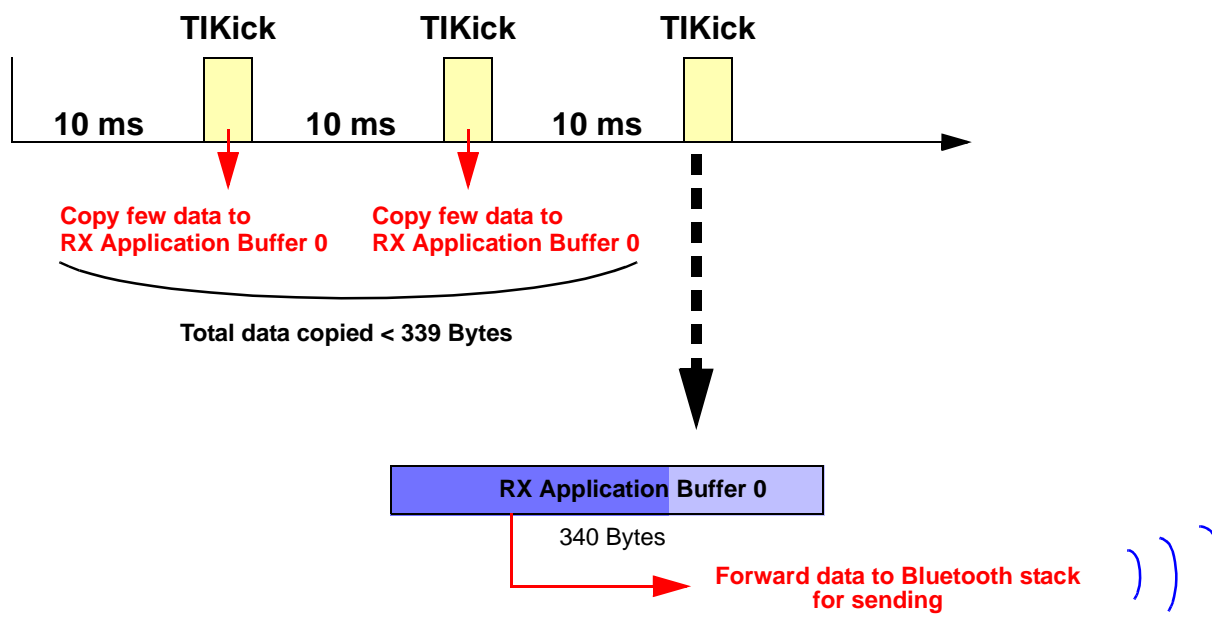 TIKick TIKick TIKick
10 ms 10 ms 10 ms
Copy few data to
RX Application Buffer 0
Copy few data to
RX Application Buffer 0
Total data copied < 339 Bytes
RX Application Buffer 0
340 Bytes
Forward data to Bluetooth stack
for sending